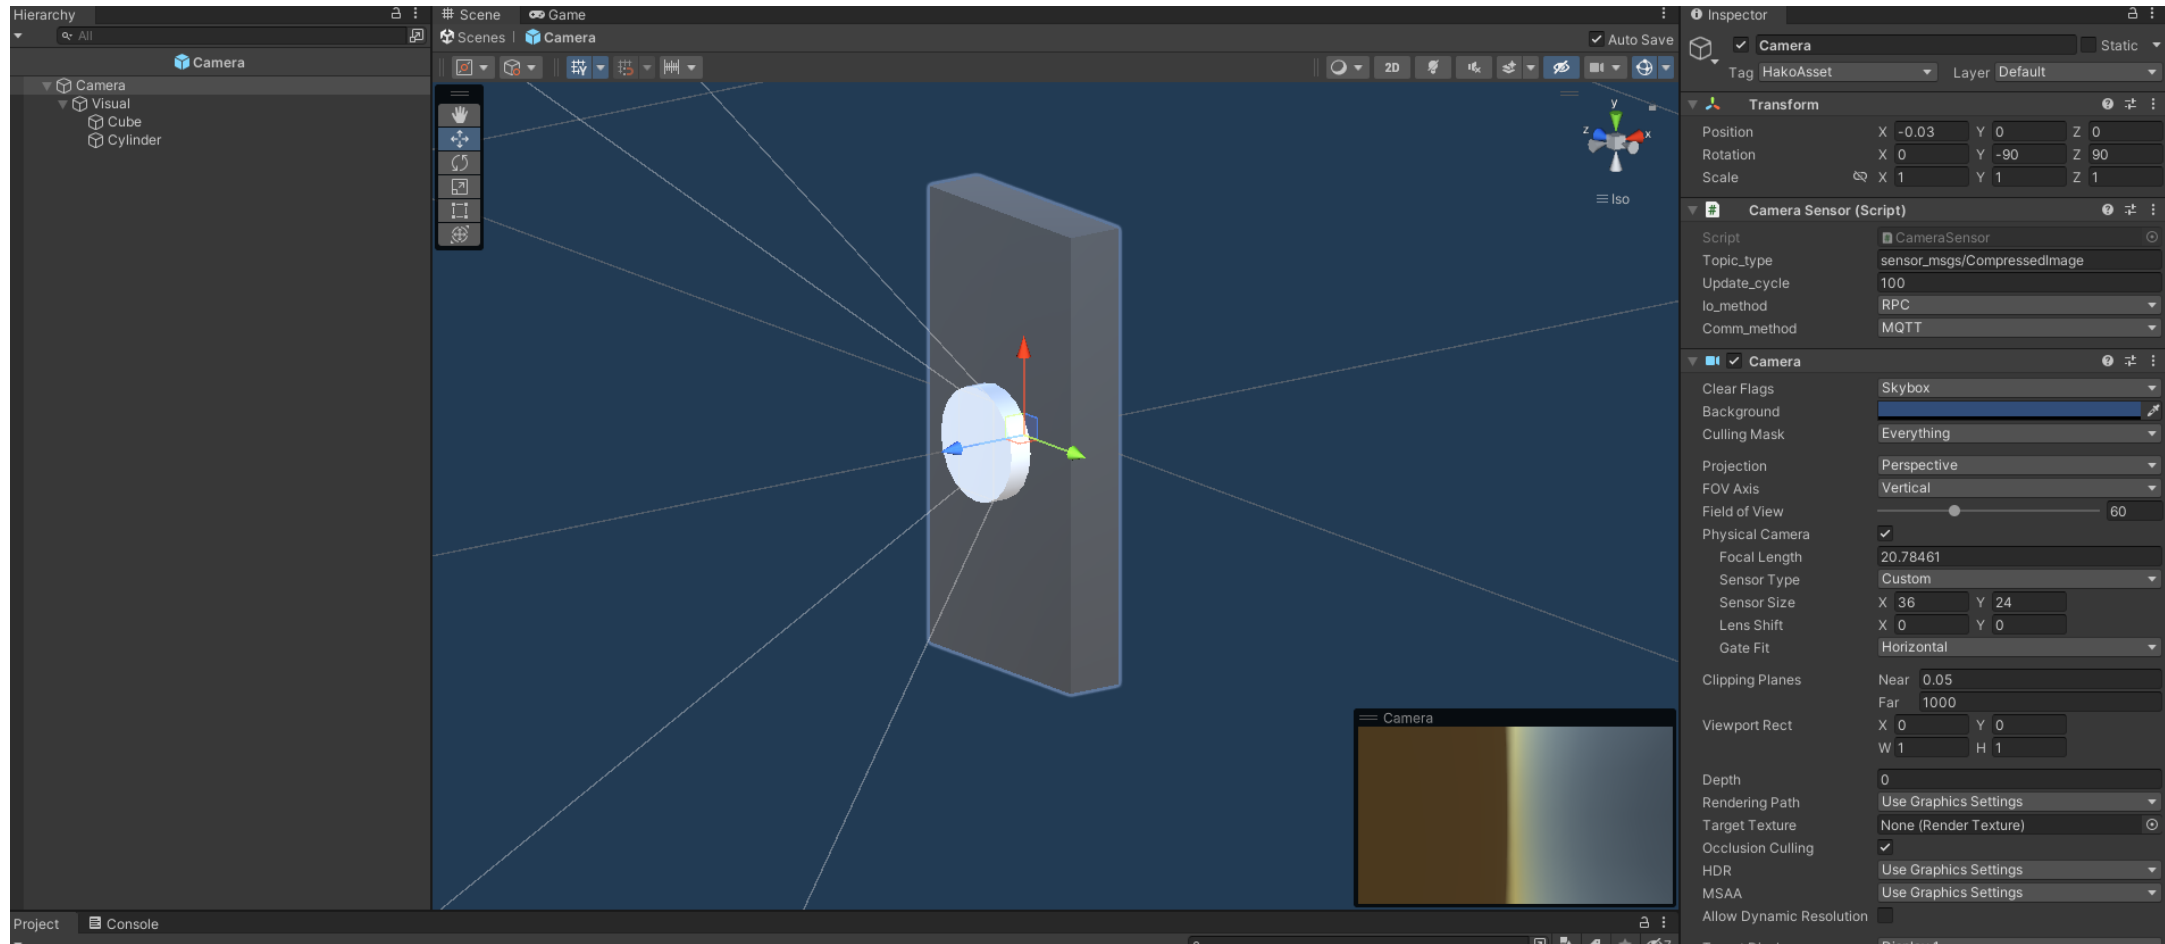 Hierarchy
All
Camera
Camera
Visual
Cube
Cylinder
Scene Game
Scenes Camera
Auto Save
2D
y
z
x
Iso
Camera
Project Console
Inspector
Camera Static
Tag HakoAsset Layer Default
Transform
Position X -0.03 Y 0 Z 0
Rotation X 0 Y -90 Z 90
Scale X 1 Y 1 Z 1
# Camera Sensor (Script)
Script CameraSensor
Topic_type sensor_msgs/CompressedImage
Update_cycle 100
Io_method RPC
Comm_method MQTT
Camera
Clear Flags Skybox
Background
Culling Mask Everything
Projection Perspective
FOV Axis Vertical
Field of View 60
Physical Camera
Focal Length 20.78461
Sensor Type Custom
Sensor Size X 36 Y 24
Lens Shift X 0 Y 0
Gate Fit Horizontal
Clipping Planes Near 0.05
Far 1000
Viewport Rect X 0 Y 0
W 1 H 1
Depth 0
Rendering Path Use Graphics Settings
Target Texture None (Render Texture)
Occlusion Culling
HDR Use Graphics Settings
MSAA Use Graphics Settings
Allow Dynamic Resolution